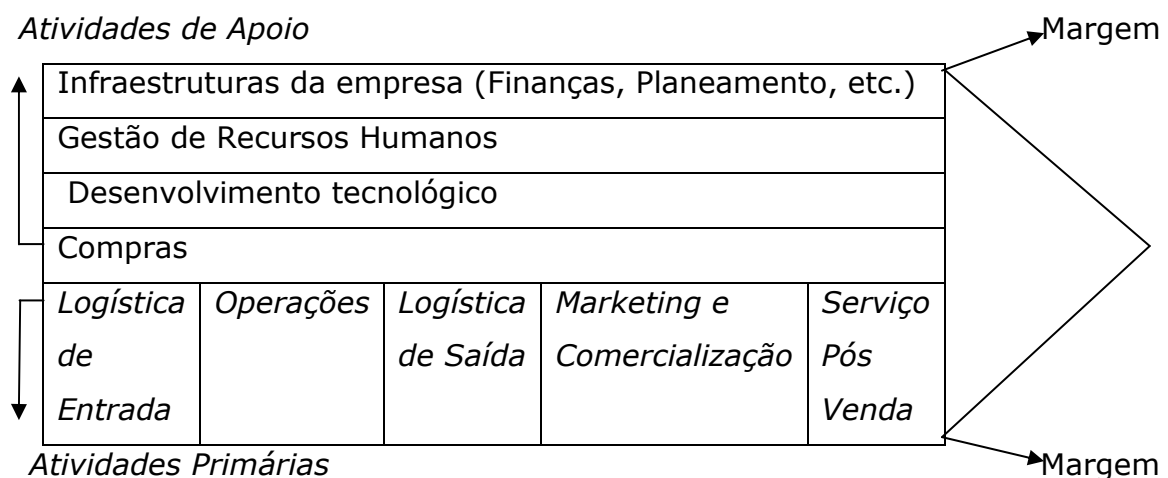 Atividades de Apoio
Margem
Infraestruturas da empresa (Finanças, Planeamento, etc.)
Gestão de Recursos Humanos
Desenvolvimento tecnológico
Compras
Logística de Entrada
Operações
Logística de Saída
Marketing e Comercialização
Serviço Pós Venda
Atividades Primárias
Margem